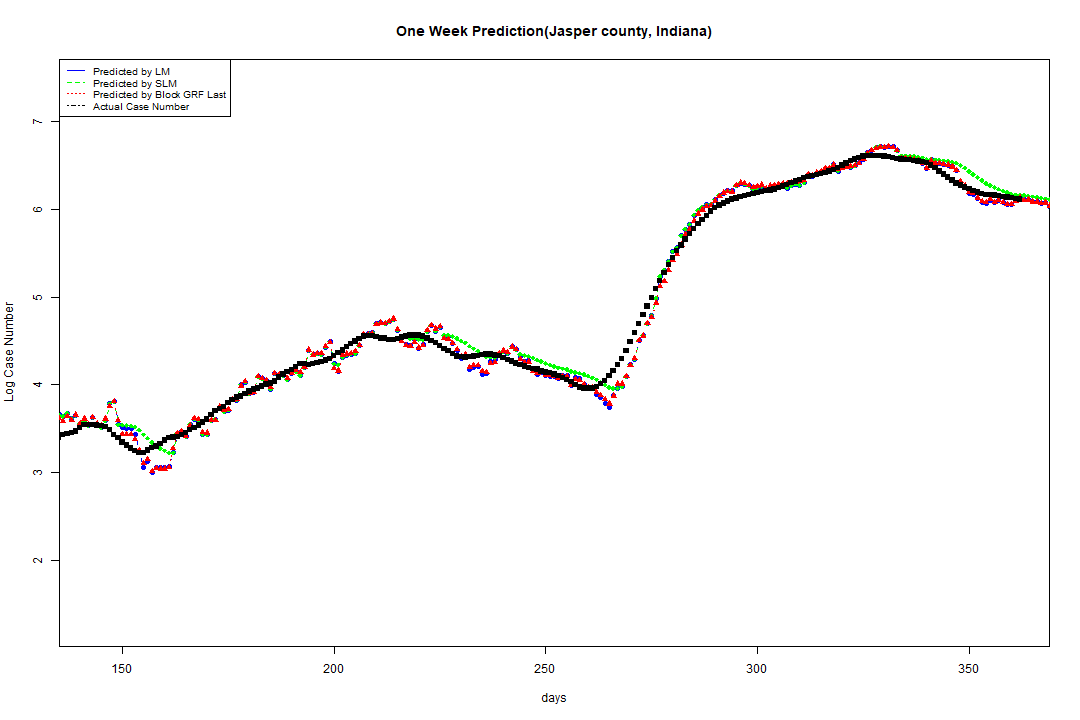 One Week Prediction(Jasper county, Indiana)
Predicted by LM
Predicted by SLM
Predicted by Block GRF Last
Actual Case Number
7
6
5
4
3
2
Log Case Number
150 200 250 300 350
days